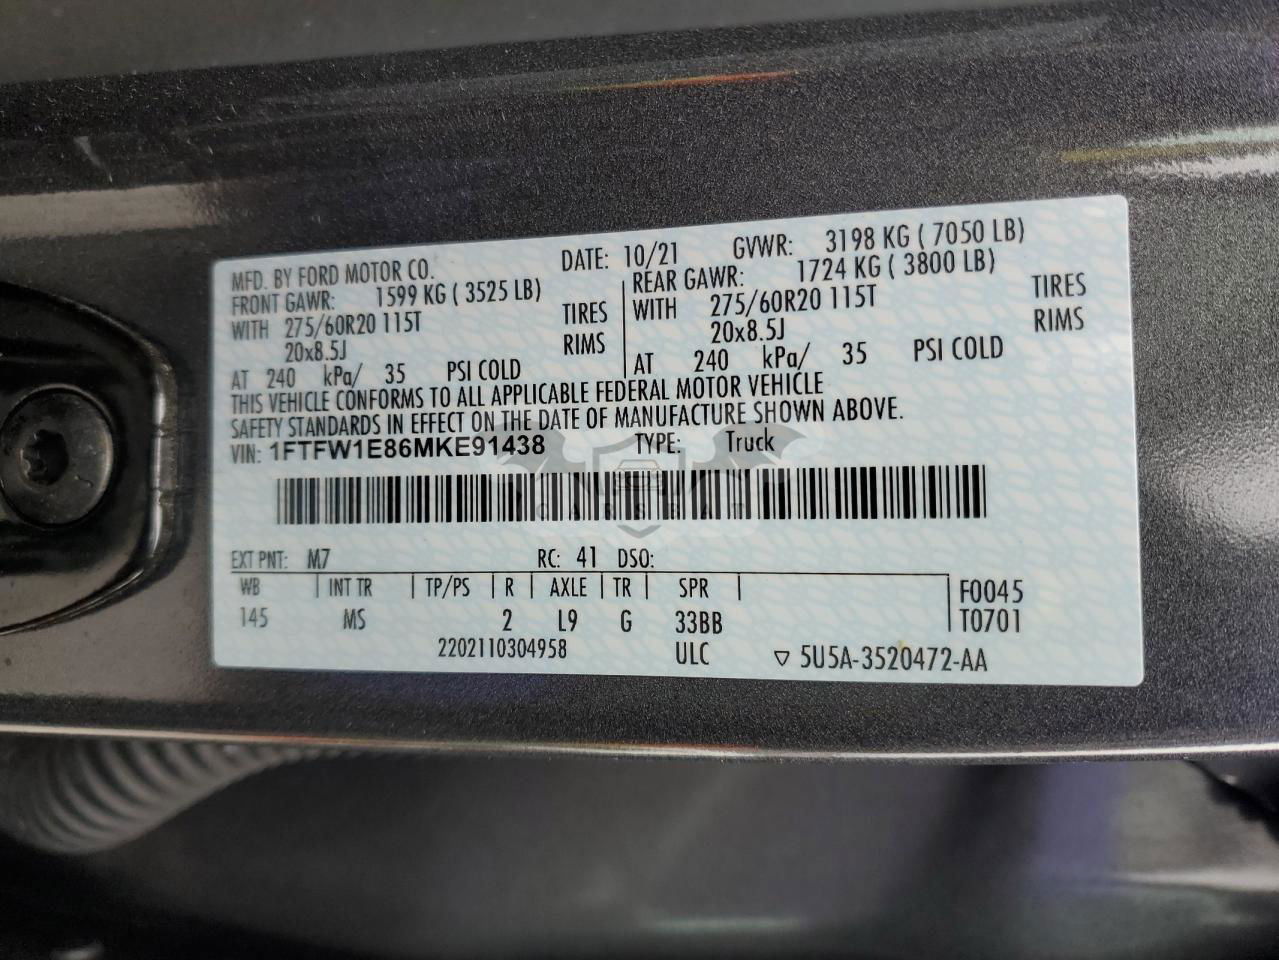 MFD. BY FORD MOTOR CO. DATE: 10/21 GVWR: 3198 KG ( 7050 LB)
FRONT GAWR: 1599 KG ( 3525 LB) REAR GAWR: 1724 KG ( 3800 LB)
WITH 275/60R20 115T TIRES WITH 275/60R20 115T TIRES
20x8.5J RIMS 20x8.5J RIMS
AT 240 kPa/ 35 PSI COLD AT 240 kPa/ 35 PSI COLD
THIS VEHICLE CONFORMS TO ALL APPLICABLE FEDERAL MOTOR VEHICLE
SAFETY STANDARDS IN EFFECT ON THE DATE OF MANUFACTURE SHOWN ABOVE.
VIN: 1FTFW1E86MKE91438 TYPE: Truck
CARSBAT
EXT PNT: M7 RC: 41 DSO:
WB INT TR TP/PS R AXLE TR SPR F0045
145 MS 2 L9 G 33BB T0701
2202110304958 ULC ▽ 5U5A-3520472-AA